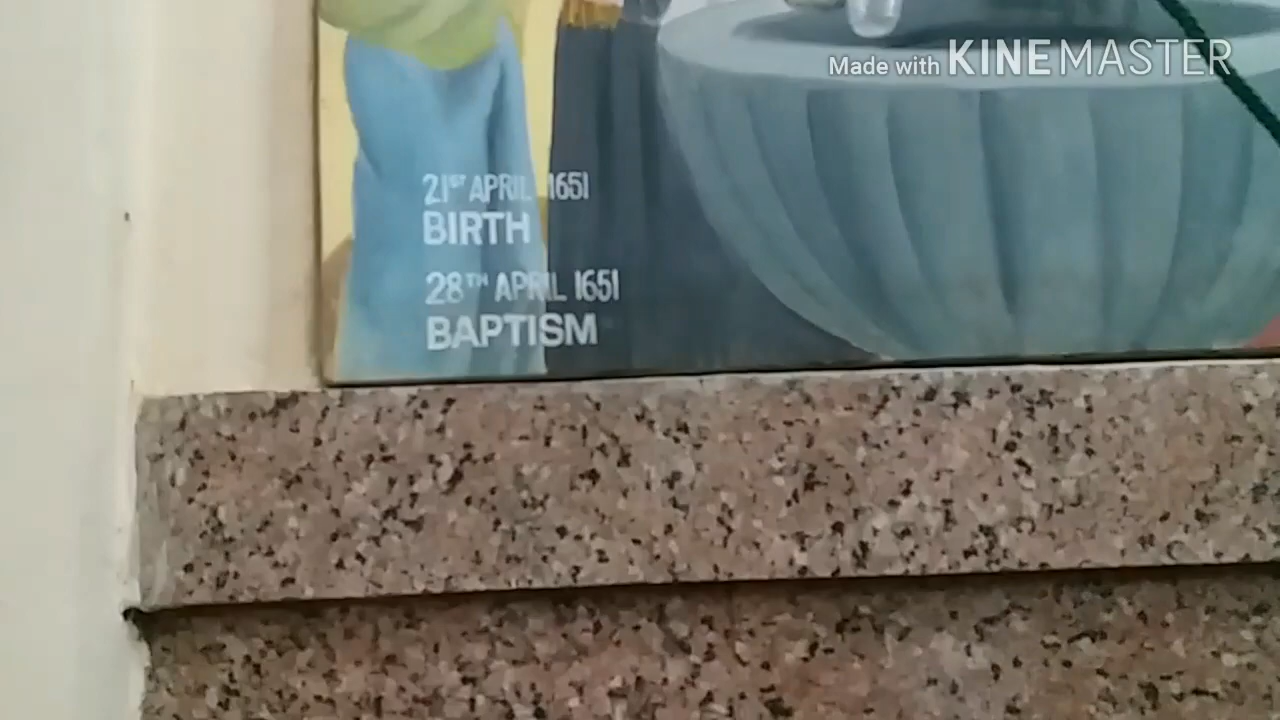 Made with KINEMASTER
21ST APRIL 1651
BIRTH
28TH APRIL 1651
BAPTISM